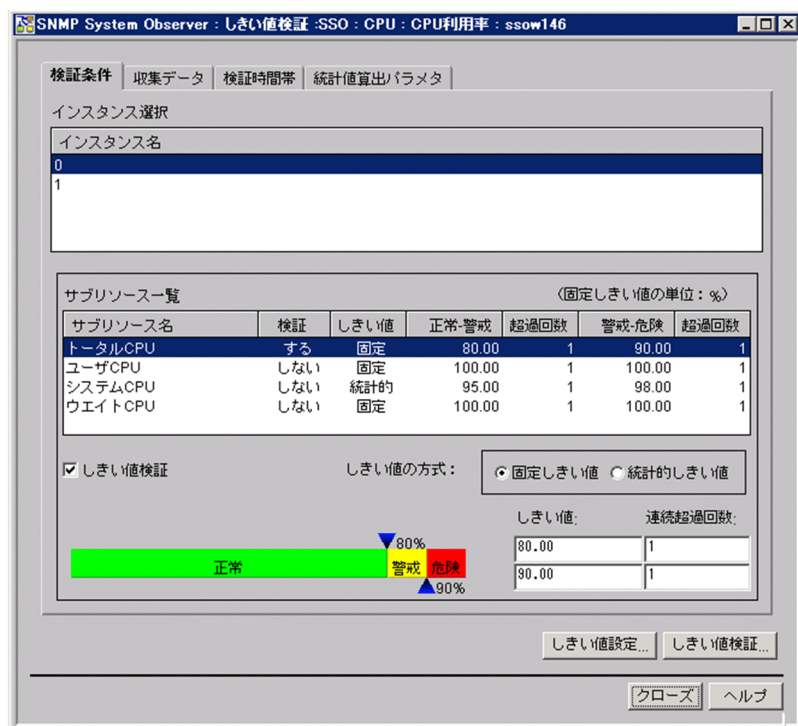 SNMP System Observer : しきい値検証 :SSO : CPU : CPU利用率 : ssow146
検証条件 収集データ 検証時間帯 統計値算出パラメタ
インスタンス選択
インスタンス名
0
1
サブリソース一覧 (固定しきい値の単位 : %)
サブリソース名 検証 しきい値 正常-警戒 超過回数 警戒-危険 超過回数
トータルCPU する 固定 80.00 1 90.00 1
ユーザCPU しない 固定 100.00 1 100.00 1
システムCPU しない 統計的 95.00 1 98.00 1
ウエイトCPU しない 固定 100.00 1 100.00 1
しきい値検証 しきい値の方式 : 固定しきい値 統計的しきい値
しきい値: 連続超過回数:
80% 80.00 1
正常 警戒 危険
90% 90.00 1
しきい値設定... しきい値検証...
クローズ ヘルプ